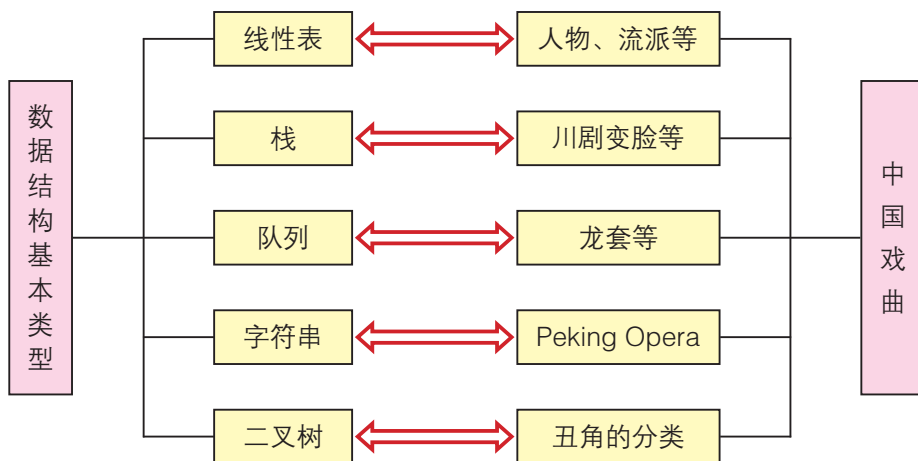 数据结构基本类型
线性表
人物、流派等
栈
川剧变脸等
队列
龙套等
字符串
Peking Opera
二叉树
丑角的分类
中国戏曲